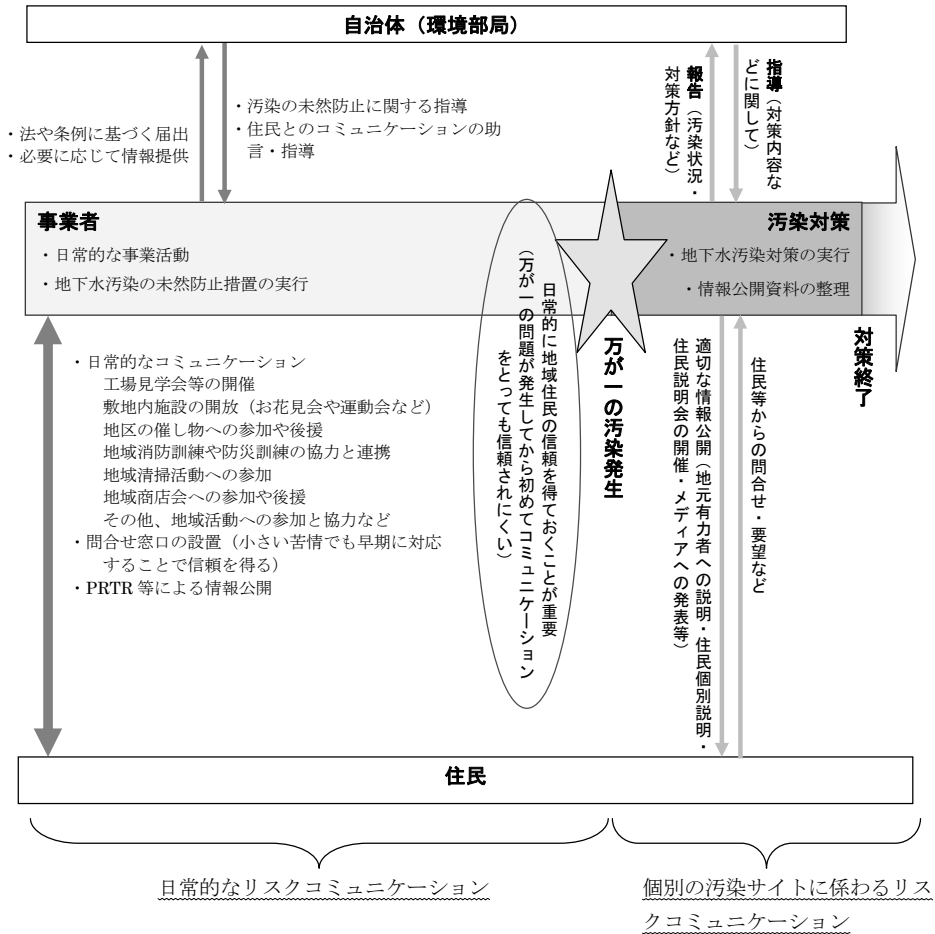 自治体（環境部局）
・法や条例に基づく届出
・必要に応じて情報提供
・汚染の未然防止に関する指導
・住民とのコミュニケーションの助
言・指導
報告（汚染状況・
対策方針など）
指導（対策内容な
どに関して）
事業者
・日常的な事業活動
・地下水汚染の未然防止措置の実行
汚染対策
・地下水汚染対策の実行
・情報公開資料の整理
対策終了
万が一の汚染発生
日常的に地域住民の信頼を得ておくことが重要
（万が一の問題が発生してから初めてコミュニケーション
をとっても信頼されにくい）
・日常的なコミュニケーション
工場見学会等の開催
敷地内施設の開放（お花見会や運動会など）
地区の催し物への参加や後援
地域消防訓練や防災訓練の協力と連携
地域清掃活動への参加
地域商店会への参加や後援
その他、地域活動への参加と協力など
・問合せ窓口の設置（小さい苦情でも早期に対応
することで信頼を得る）
・PRTR 等による情報公開
適切な情報公開（地元有力者への説明・住民個別説明・
住民説明会の開催・メディアへの発表等）
住民等からの問合せ・要望など
住民
日常的なリスクコミュニケーション
個別の汚染サイトに係わるリス
クコミュニケーション